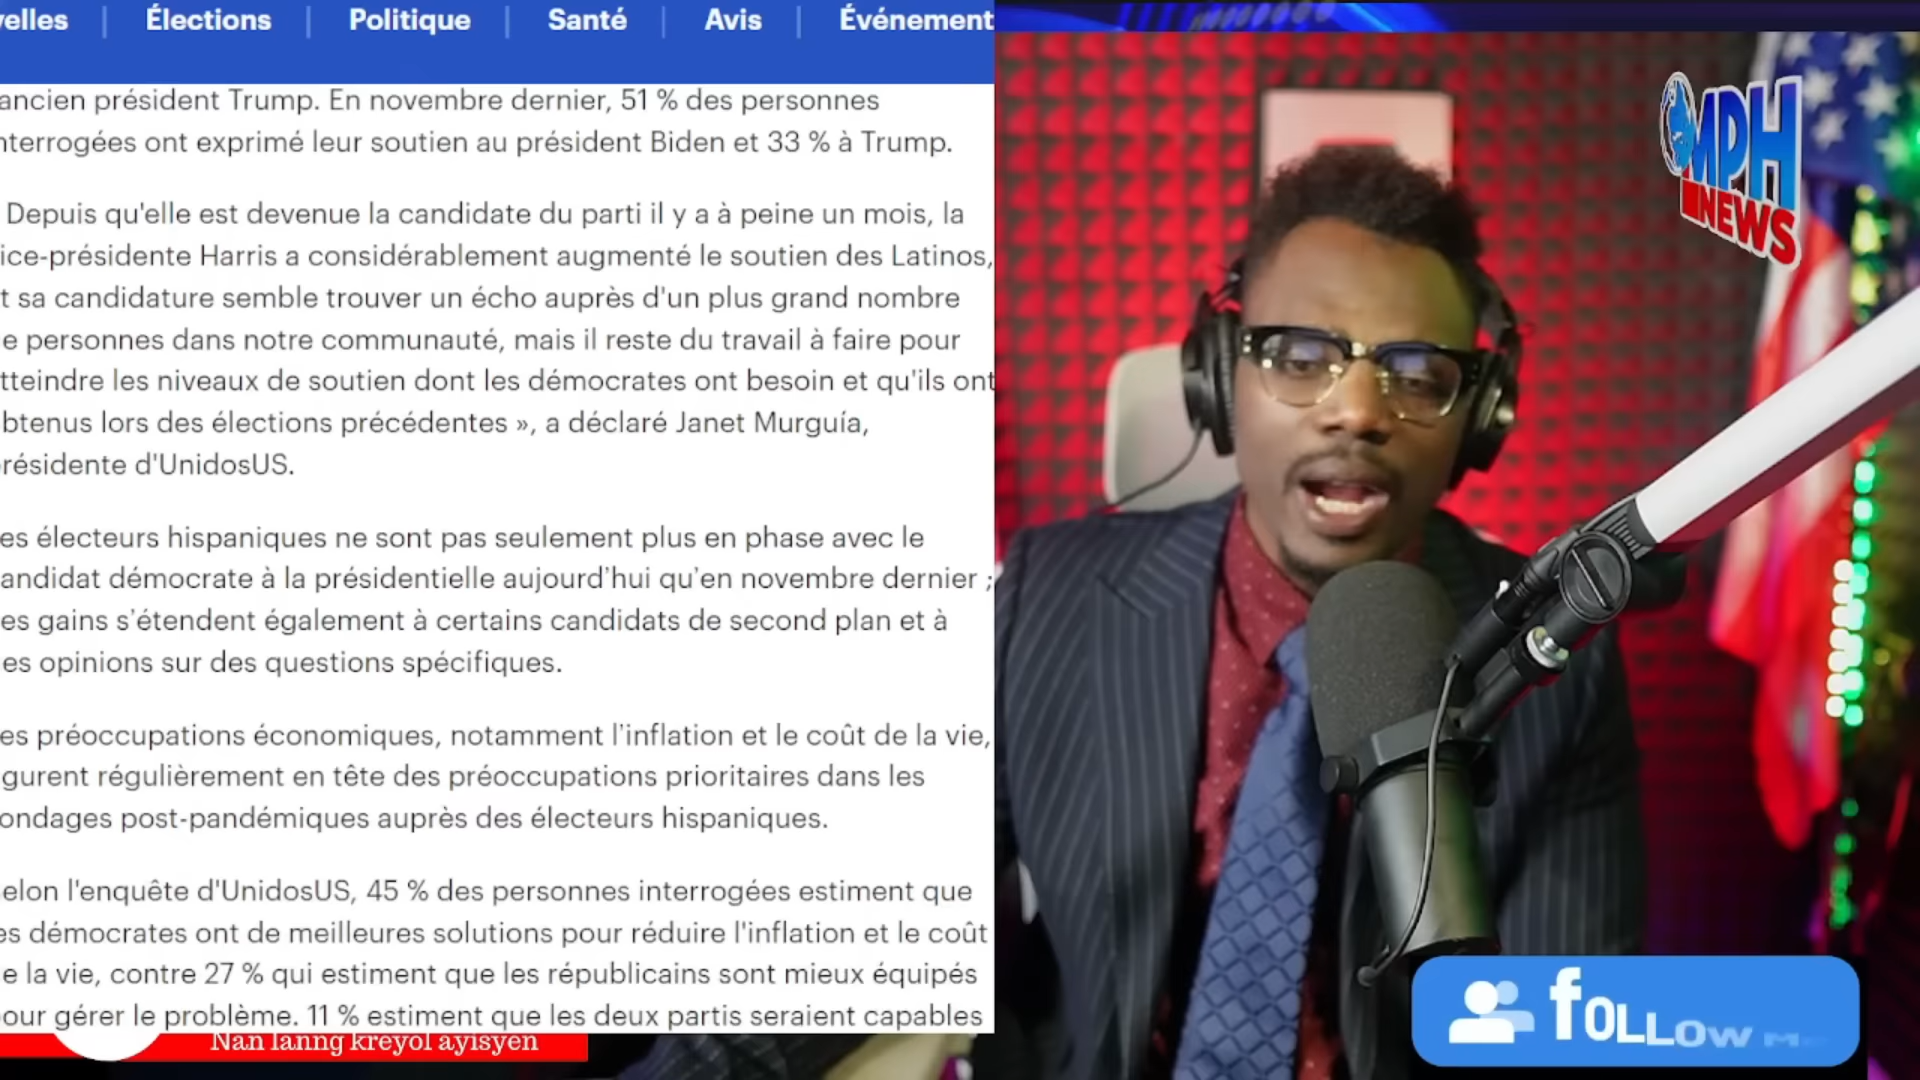 elles | Élections | Politique | Santé | Avis | Événement
ancien président Trump. En novembre dernier, 51 % des personnes
nterrogées ont exprimé leur soutien au président Biden et 33 % à Trump.
Depuis qu'elle est devenue la candidate du parti il y a à peine un mois, la
ice-présidente Harris a considérablement augmenté le soutien des Latinos,
t sa candidature semble trouver un écho auprès d'un plus grand nombre
e personnes dans notre communauté, mais il reste du travail à faire pour
tteindre les niveaux de soutien dont les démocrates ont besoin et qu'ils ont
btenus lors des élections précédentes », a déclaré Janet Murguía,
résidente d'UnidosUS.
es électeurs hispaniques ne sont pas seulement plus en phase avec le
andidat démocrate à la présidentielle aujourd'hui qu'en novembre dernier ;
es gains s'étendent également à certains candidats de second plan et à
es opinions sur des questions spécifiques.
es préoccupations économiques, notamment l'inflation et le coût de la vie,
gurent régulièrement en tête des préoccupations prioritaires dans les
ondages post-pandémiques auprès des électeurs hispaniques.
elon l'enquête d'UnidosUS, 45 % des personnes interrogées estiment que
es démocrates ont de meilleures solutions pour réduire l'inflation et le coût
e la vie, contre 27 % qui estiment que les républicains sont mieux équipés
our gérer le problème. 11 % estiment que les deux partis seraient capables
Nan lanng kreyol ayisyen
MPH
NEWS
follow